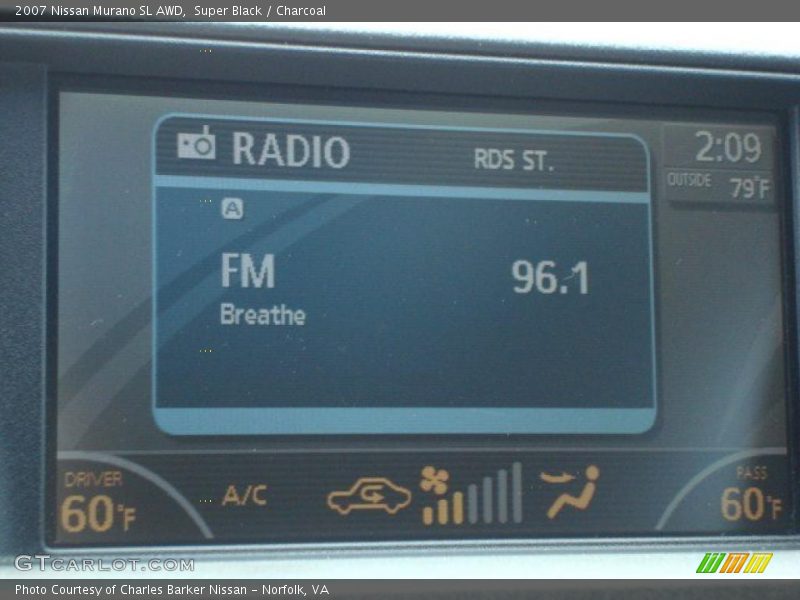 2007 Nissan Murano SL AWD, Super Black / Charcoal
RADIO RDS ST. 2:09
OUTSIDE 79°F
A
FM 96.1
Breathe
DRIVER PASS
60°F A/C 60°F
GTCARLOT.COM
Photo Courtesy of Charles Barker Nissan - Norfolk, VA